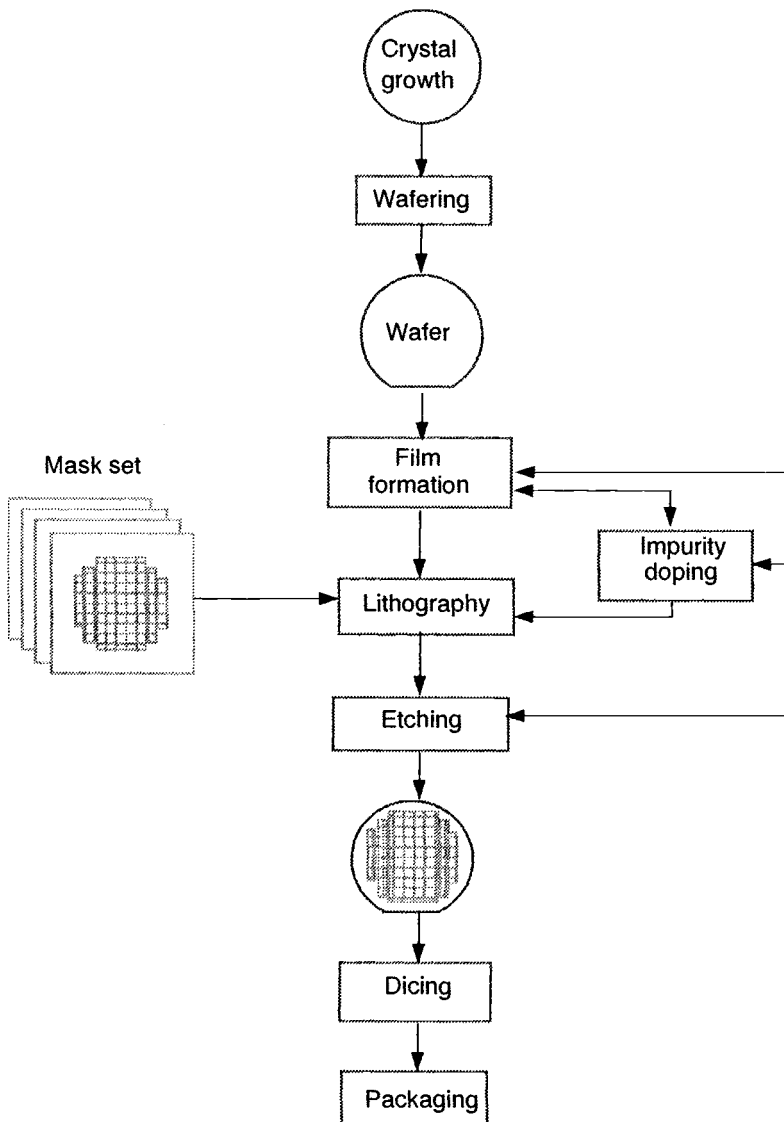 Crystal
growth
Wafering
Wafer
Mask set
Film
formation
Impurity
doping
Lithography
Etching
Dicing
Packaging